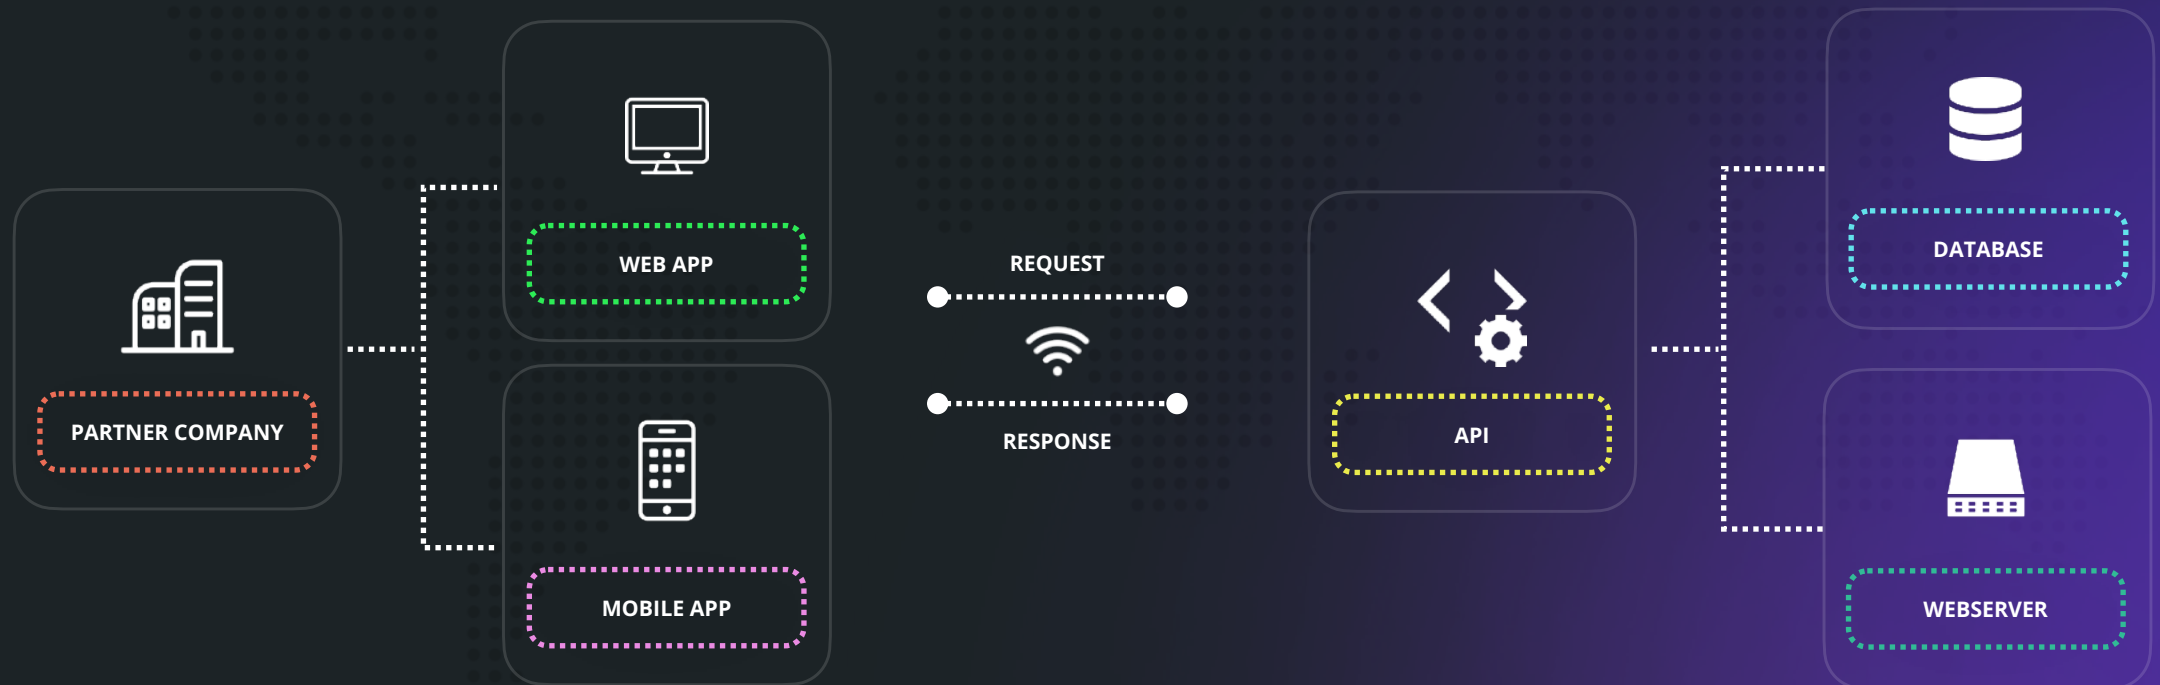 PARTNER COMPANY
WEB APP
MOBILE APP
REQUEST
RESPONSE
API
DATABASE
WEBSERVER